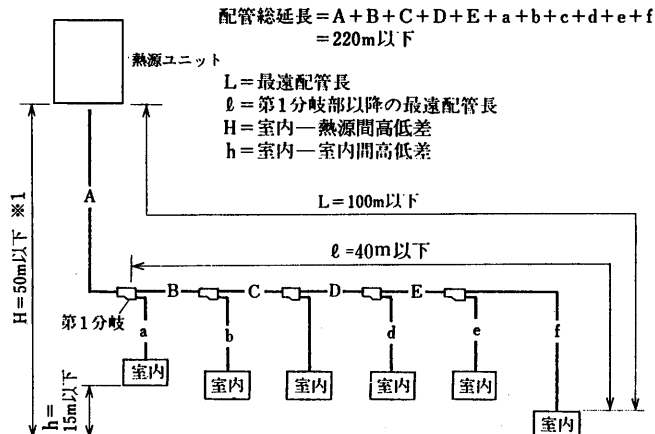 配管総延長=A+B+C+D+E+a+b+c+d+e+f
=220m以下
熱源ユニット
L=最遠配管長
ℓ=第1分岐部以降の最遠配管長
H=室内―熱源間高低差
h=室内―室内間高低差
A
H=50m以下 ※1
L=100m以下
ℓ=40m以下
B
C
D
E
第1分岐
a
b
d
e
f
室内
室内
室内
室内
室内
室内
h=
15m以下